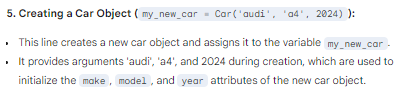 5. Creating a Car Object ( my_new_car = Car('audi', 'a4', 2024) ):
• This line creates a new car object and assigns it to the variable my_new_car .
• It provides arguments 'audi', 'a4', and 2024 during creation, which are used to
initialize the make , model , and year attributes of the new car object.